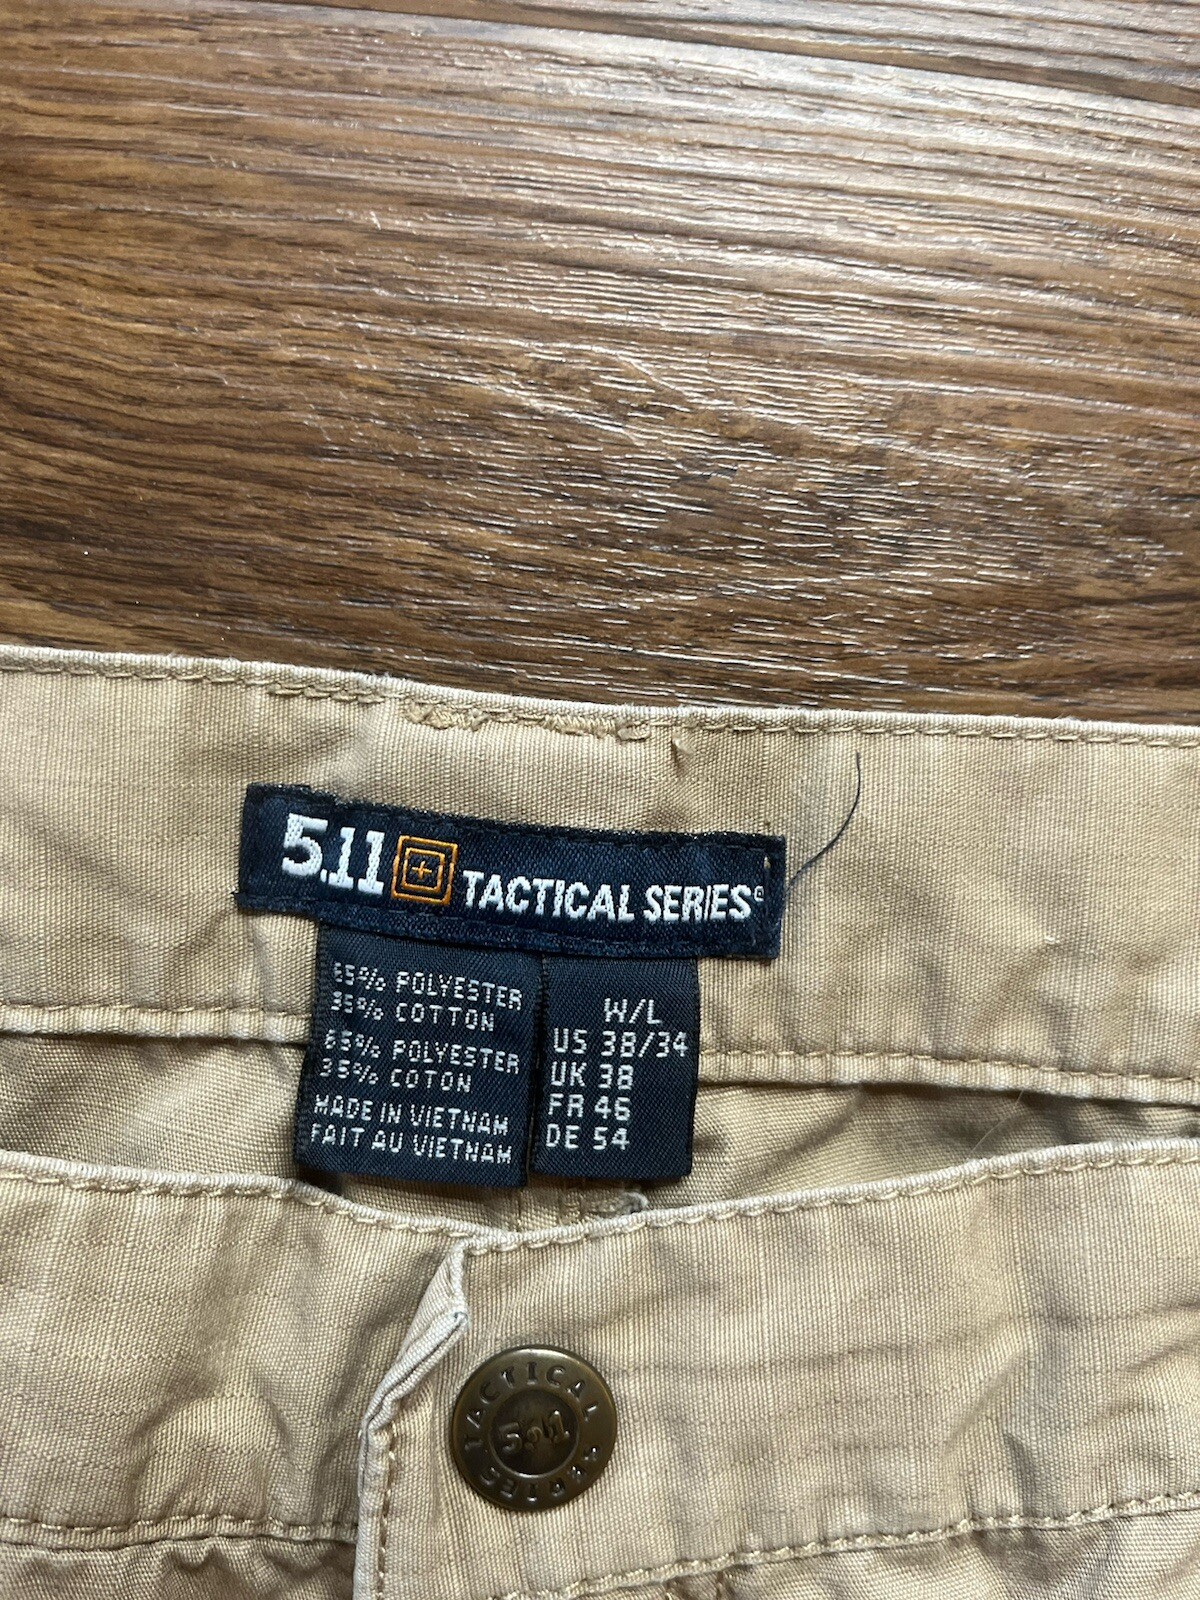 5.11 TACTICAL SERIES®
65% POLYESTER
35% COTTON
65% POLYESTER
35% COTON
MADE IN VIETNAM
FAIT AU VIETNAM
W/L
US 38/34
UK 38
FR 46
DE 54
TACTICAL
5.11
SERIES